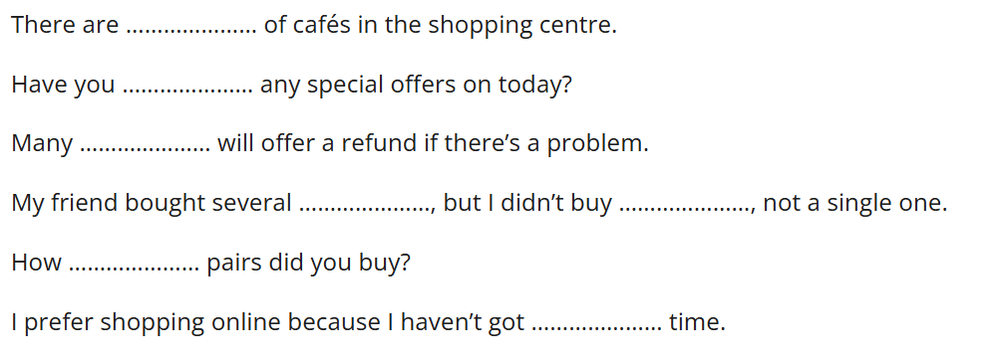 There are ..................... of cafés in the shopping centre.
Have you ..................... any special offers on today?
Many ..................... will offer a refund if there’s a problem.
My friend bought several ....................., but I didn’t buy ....................., not a single one.
How ..................... pairs did you buy?
I prefer shopping online because I haven’t got ..................... time.